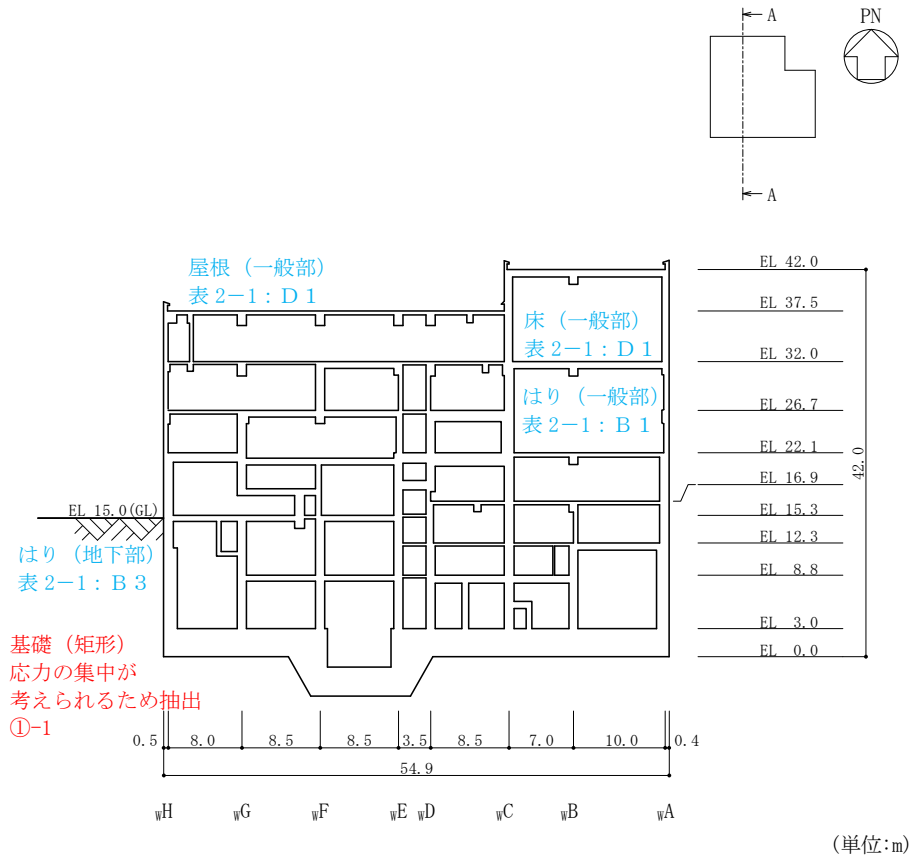 A
PN
A
屋根（一般部）
表2−1：D1
床（一般部）
表2−1：D1
はり（一般部）
表2−1：B1
EL 42.0
EL 37.5
EL 32.0
EL 26.7
EL 22.1
EL 16.9
EL 15.3
EL 12.3
EL 8.8
EL 3.0
EL 0.0
42.0
EL 15.0(GL)
はり（地下部）
表2−1：B3
基礎（矩形）
応力の集中が
考えられるため抽出
①-1
0.5 8.0 8.5 8.5 3.5 8.5 7.0 10.0 0.4
54.9
wH wG wF wE wD wC wB wA
(単位:m)